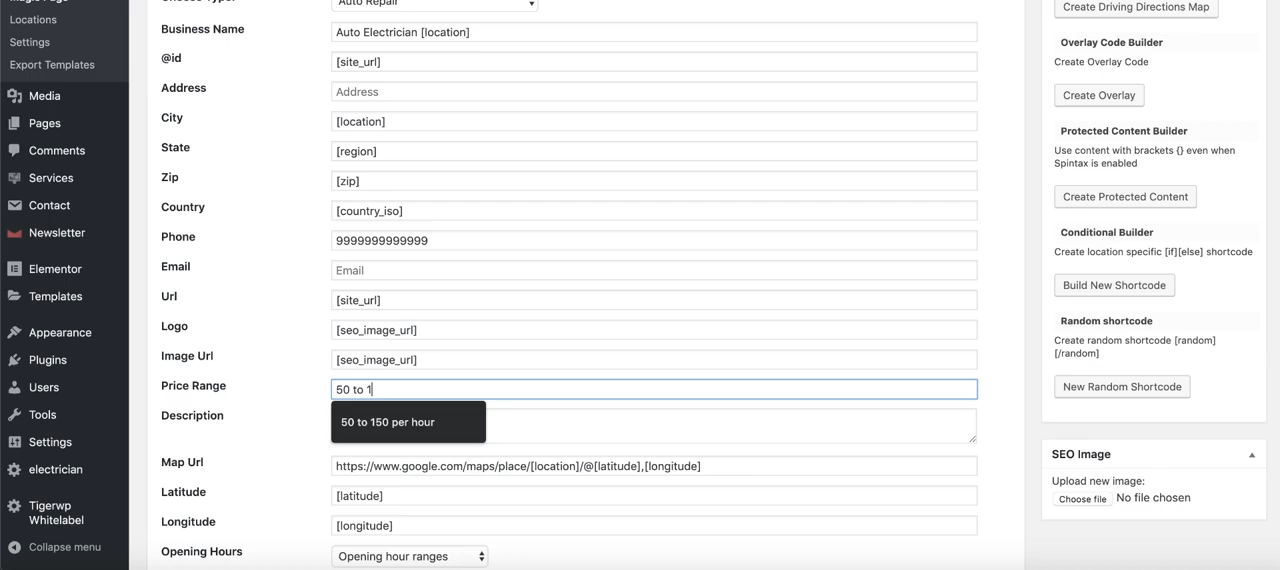 Locations
Settings
Export Templates
Media
Pages
Comments
Services
Contact
Newsletter
Elementor
Templates
Appearance
Plugins
Users
Tools
Settings
electrician
Tigerwp
Whitelabel
Collapse menu
Auto Repair
Business Name
Auto Electrician [location]
@id
[site_url]
Address
Address
City
[location]
State
[region]
Zip
[zip]
Country
[country_iso]
Phone
9999999999999
Email
Email
Url
[site_url]
Logo
[seo_image_url]
Image Url
[seo_image_url]
Price Range
50 to 1
50 to 150 per hour
Description
Map Url
https://www.google.com/maps/place/[location]/@[latitude],[longitude]
Latitude
[latitude]
Longitude
[longitude]
Opening Hours
Opening hour ranges
Create Driving Directions Map
Overlay Code Builder
Create Overlay Code
Create Overlay
Protected Content Builder
Use content with brackets {} even when
Spintax is enabled
Create Protected Content
Conditional Builder
Create location specific [if][else] shortcode
Build New Shortcode
Random shortcode
Create random shortcode [random]
[/random]
New Random Shortcode
SEO Image
Upload new image:
Choose file No file chosen